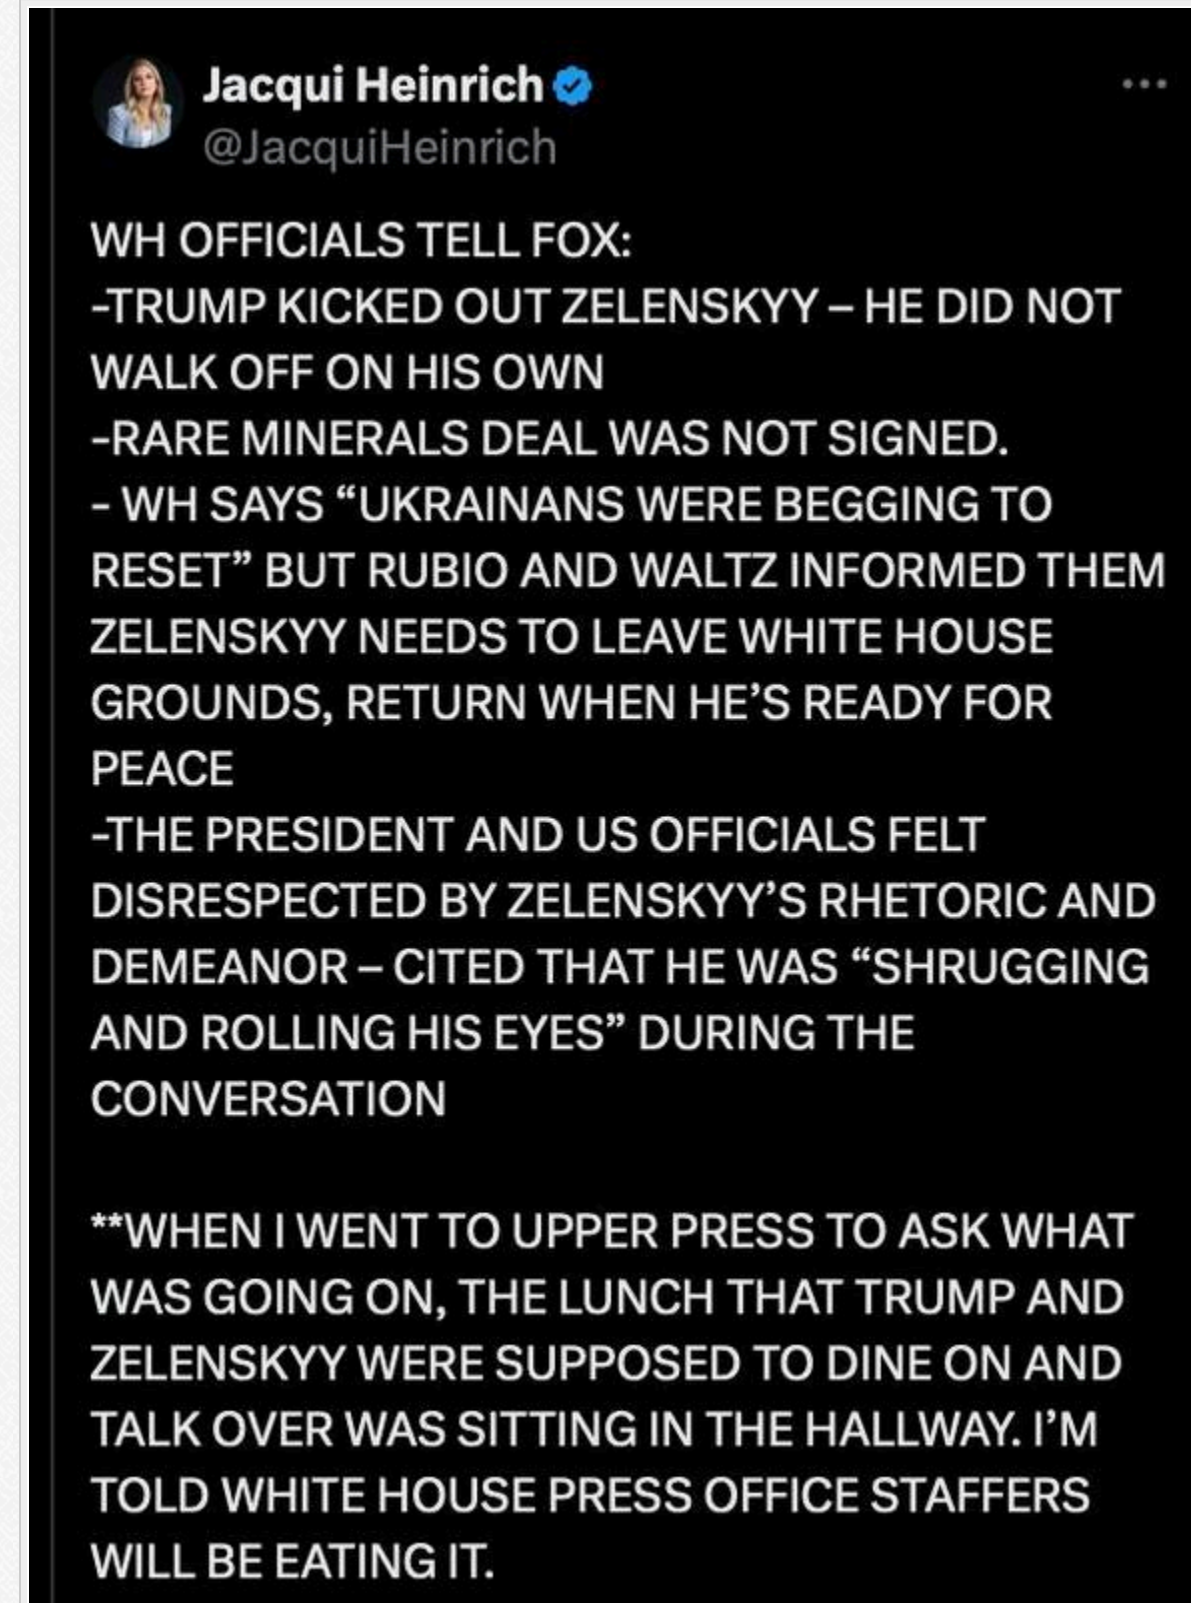 Jacqui Heinrich
@JacquiHeinrich
WH OFFICIALS TELL FOX:
-TRUMP KICKED OUT ZELENSKYY – HE DID NOT
WALK OFF ON HIS OWN
-RARE MINERALS DEAL WAS NOT SIGNED.
- WH SAYS “UKRAINANS WERE BEGGING TO
RESET” BUT RUBIO AND WALTZ INFORMED THEM
ZELENSKYY NEEDS TO LEAVE WHITE HOUSE
GROUNDS, RETURN WHEN HE’S READY FOR
PEACE
-THE PRESIDENT AND US OFFICIALS FELT
DISRESPECTED BY ZELENSKYY’S RHETORIC AND
DEMEANOR – CITED THAT HE WAS “SHRUGGING
AND ROLLING HIS EYES” DURING THE
CONVERSATION
**WHEN I WENT TO UPPER PRESS TO ASK WHAT
WAS GOING ON, THE LUNCH THAT TRUMP AND
ZELENSKYY WERE SUPPOSED TO DINE ON AND
TALK OVER WAS SITTING IN THE HALLWAY. I’M
TOLD WHITE HOUSE PRESS OFFICE STAFFERS
WILL BE EATING IT.